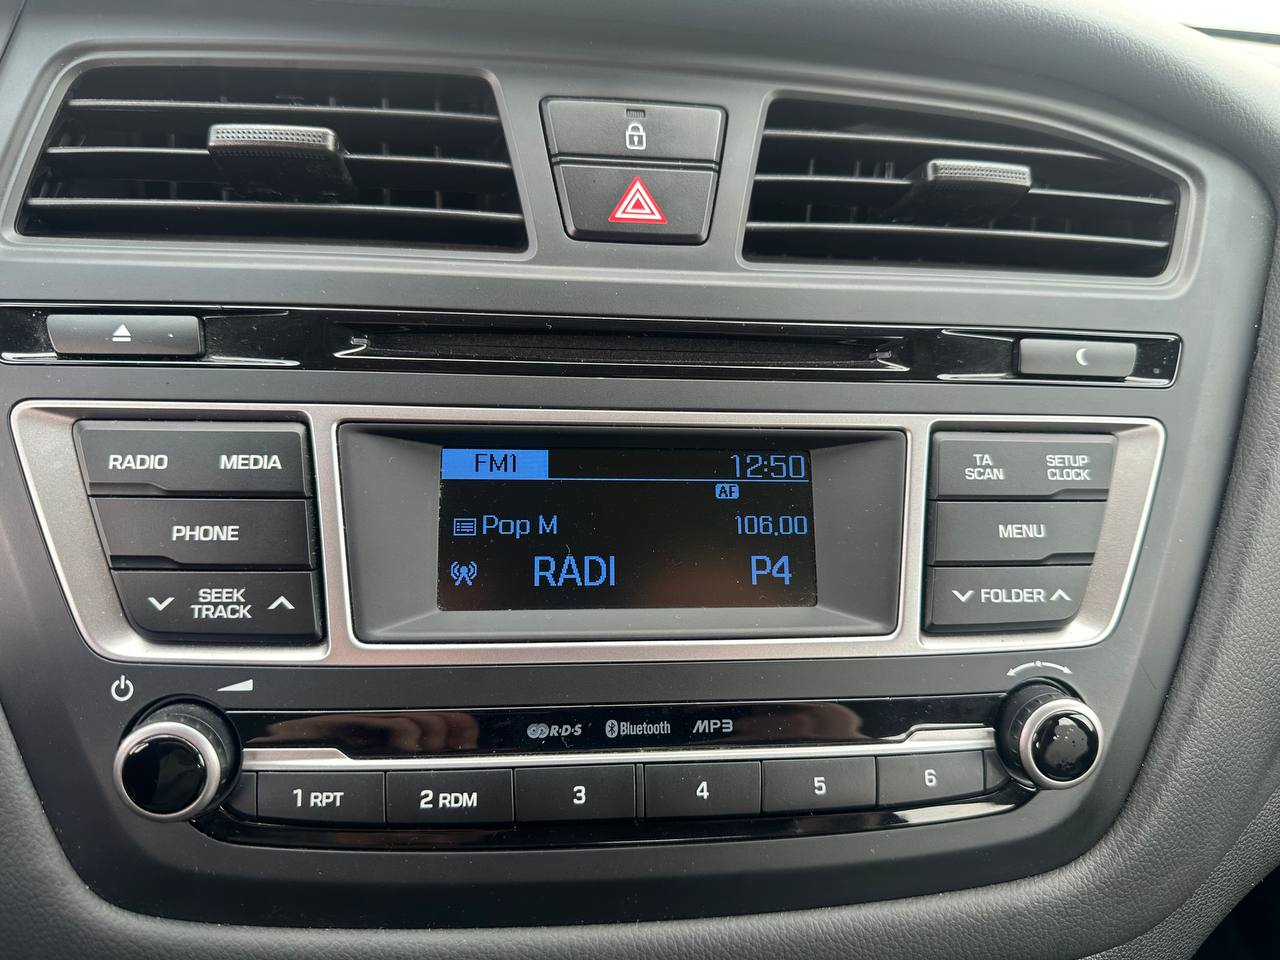 RADIO MEDIA
PHONE
SEEK
TRACK
FM1 12:50
AF
Pop M 106.00
RADI P4
TA
SCAN
SETUP
CLOCK
MENU
FOLDER
R·D·S Bluetooth MP3
1 RPT 2 RDM 3 4 5 6